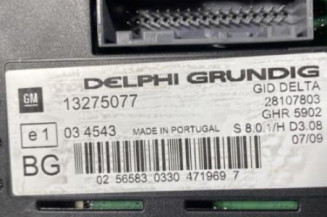 DELPHI GRUNDIG
GM
13275077
GID DELTA
28107803
GHR 5902
e1
03 4543
MADE IN PORTUGAL
S 8.0.1/H D3.08
07/09
BG
02 56583 0330 471969 7